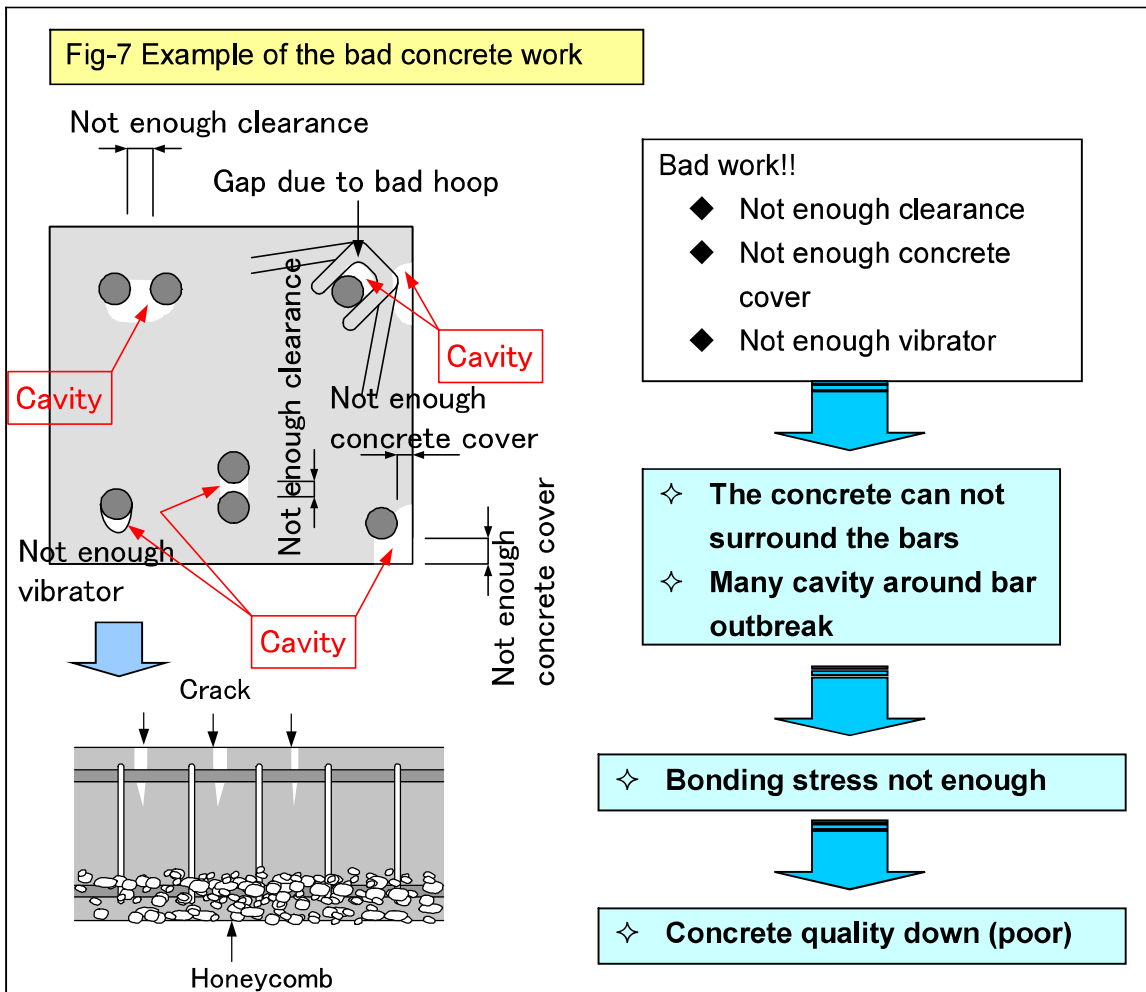 Fig-7 Example of the bad concrete work
Not enough clearance
Gap due to bad hoop
Not enough clearance
Cavity
Cavity
Not enough
concrete cover
Not enough
vibrator
Not enough
concrete cover
Cavity
Crack
Honeycomb
Bad work!!
◆ Not enough clearance
◆ Not enough concrete
cover
◆ Not enough vibrator
✧ The concrete can not
surround the bars
✧ Many cavity around bar
outbreak
✧ Bonding stress not enough
✧ Concrete quality down (poor)